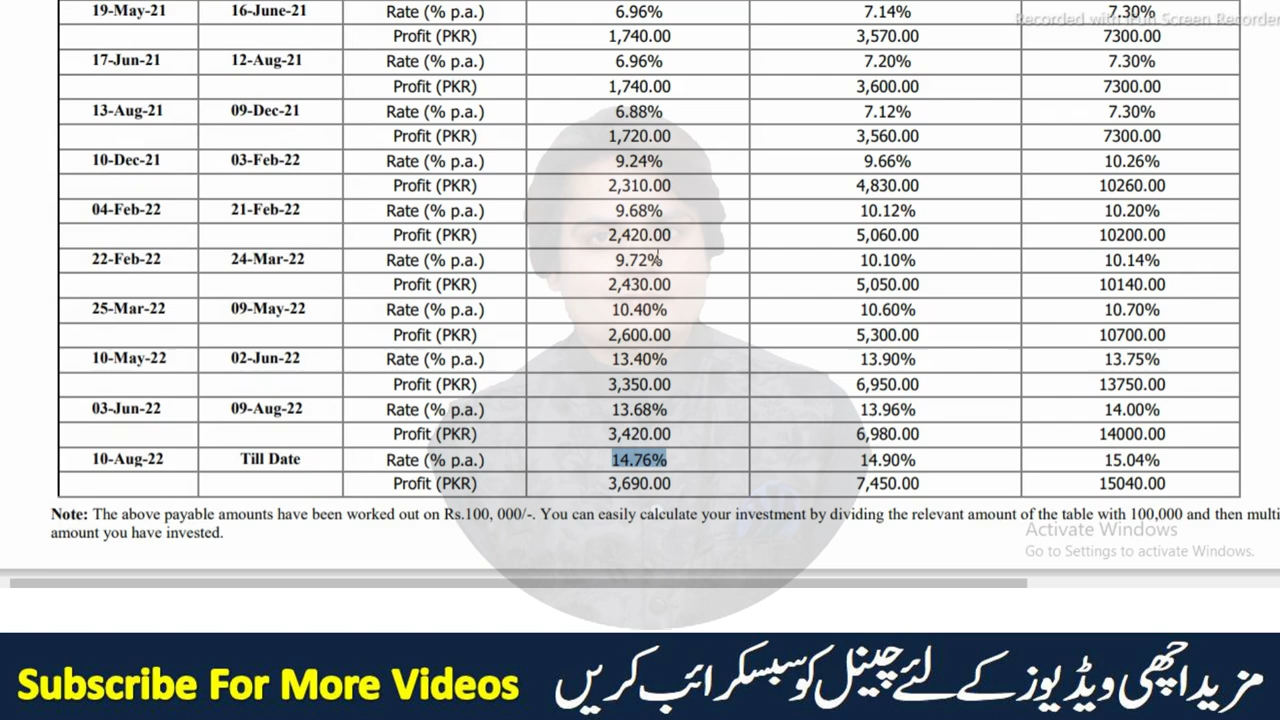 19-May-21 16-June-21 Rate (% p.a.) 6.96% 7.14% 7.30%
Recorded with iFun Screen Recorder
Profit (PKR) 1,740.00 3,570.00 7300.00
17-Jun-21 12-Aug-21 Rate (% p.a.) 6.96% 7.20% 7.30%
Profit (PKR) 1,740.00 3,600.00 7300.00
13-Aug-21 09-Dec-21 Rate (% p.a.) 6.88% 7.12% 7.30%
Profit (PKR) 1,720.00 3,560.00 7300.00
10-Dec-21 03-Feb-22 Rate (% p.a.) 9.24% 9.66% 10.26%
Profit (PKR) 2,310.00 4,830.00 10260.00
04-Feb-22 21-Feb-22 Rate (% p.a.) 9.68% 10.12% 10.20%
Profit (PKR) 2,420.00 5,060.00 10200.00
22-Feb-22 24-Mar-22 Rate (% p.a.) 9.72% 10.10% 10.14%
Profit (PKR) 2,430.00 5,050.00 10140.00
25-Mar-22 09-May-22 Rate (% p.a.) 10.40% 10.60% 10.70%
Profit (PKR) 2,600.00 5,300.00 10700.00
10-May-22 02-Jun-22 Rate (% p.a.) 13.40% 13.90% 13.75%
Profit (PKR) 3,350.00 6,950.00 13750.00
03-Jun-22 09-Aug-22 Rate (% p.a.) 13.68% 13.96% 14.00%
Profit (PKR) 3,420.00 6,980.00 14000.00
10-Aug-22 Till Date Rate (% p.a.) 14.76% 14.90% 15.04%
Profit (PKR) 3,690.00 7,450.00 15040.00
Note: The above payable amounts have been worked out on Rs.100, 000/-. You can easily calculate your investment by dividing the relevant amount of the table with 100,000 and then multi
amount you have invested.
Activate Windows
Go to Settings to activate Windows.
Subscribe For More Videos
مزید اچھی ویڈیوز کے لئے چینل کو سبسکرائب کریں